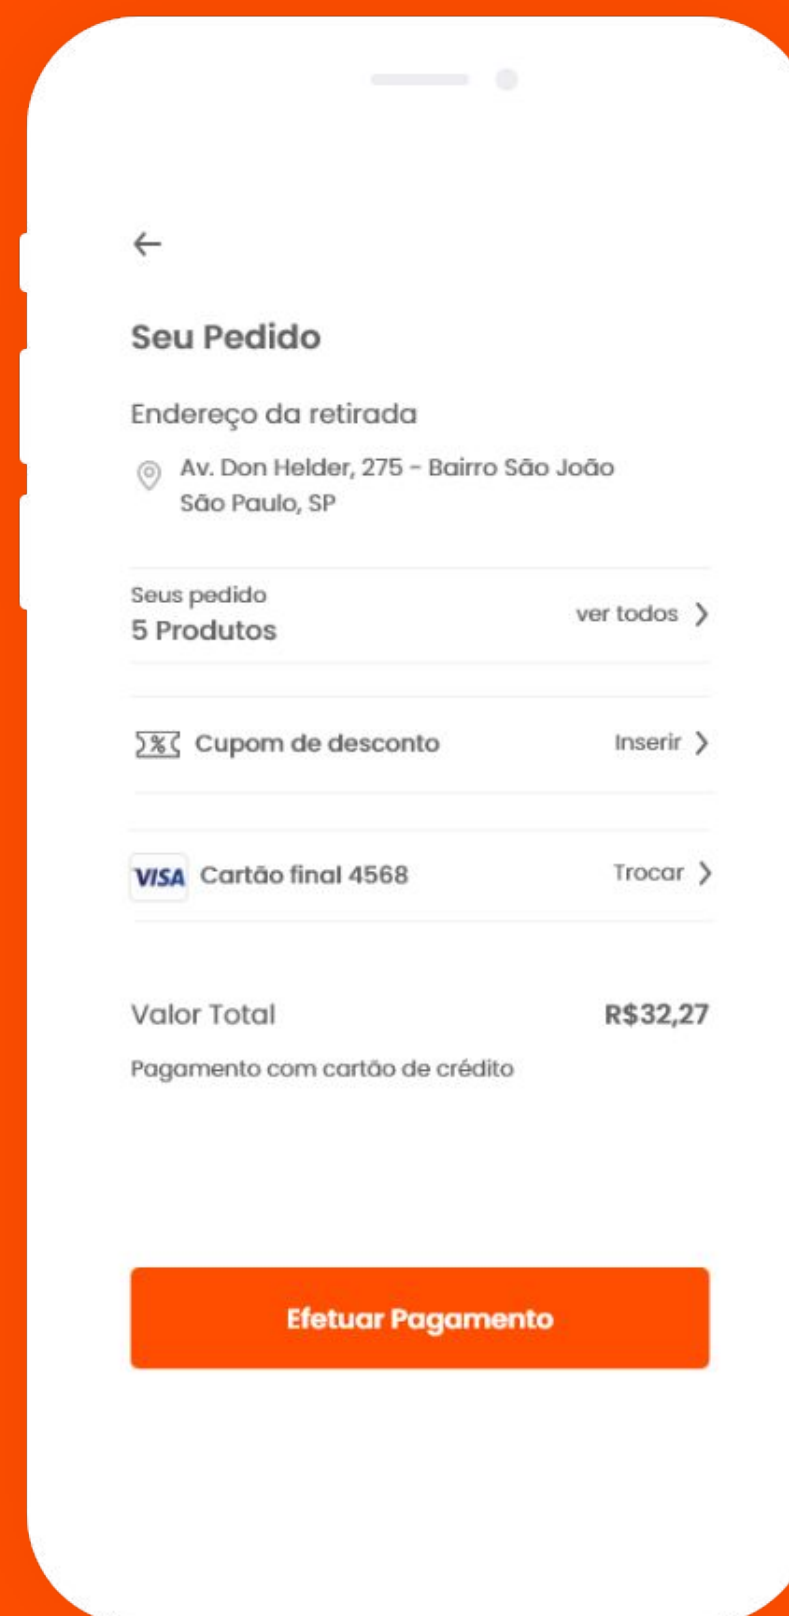 Seu Pedido
Endereço da retirada
Av. Don Helder, 275 - Bairro São João
São Paulo, SP
Seus pedido
5 Produtos
ver todos
Cupom de desconto
Inserir
VISA
Cartão final 4568
Trocar
Valor Total
R$32,27
Pagamento com cartão de crédito
Efetuar Pagamento